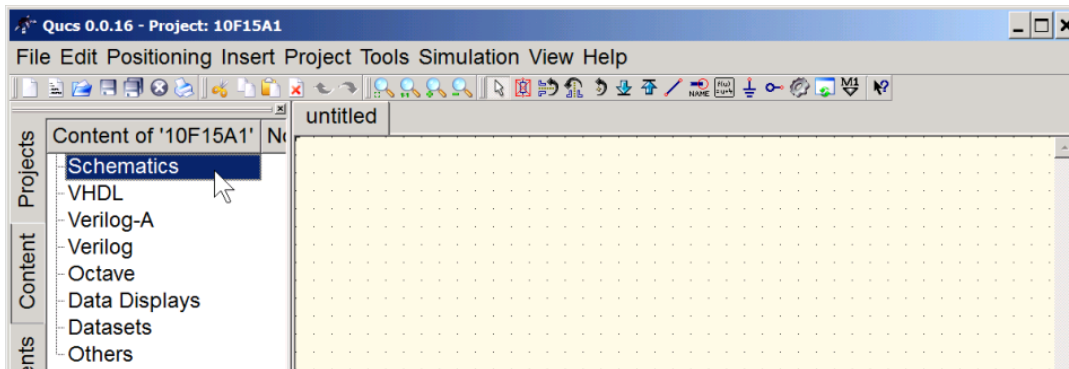 Qucs 0.0.16 - Project: 10F15A1
File Edit Positioning Insert Project Tools Simulation View Help
NAME
M1
untitled
Content of '10F15A1'
Projects
Schematics
VHDL
Verilog-A
Verilog
Content
Octave
Data Displays
Datasets
Others